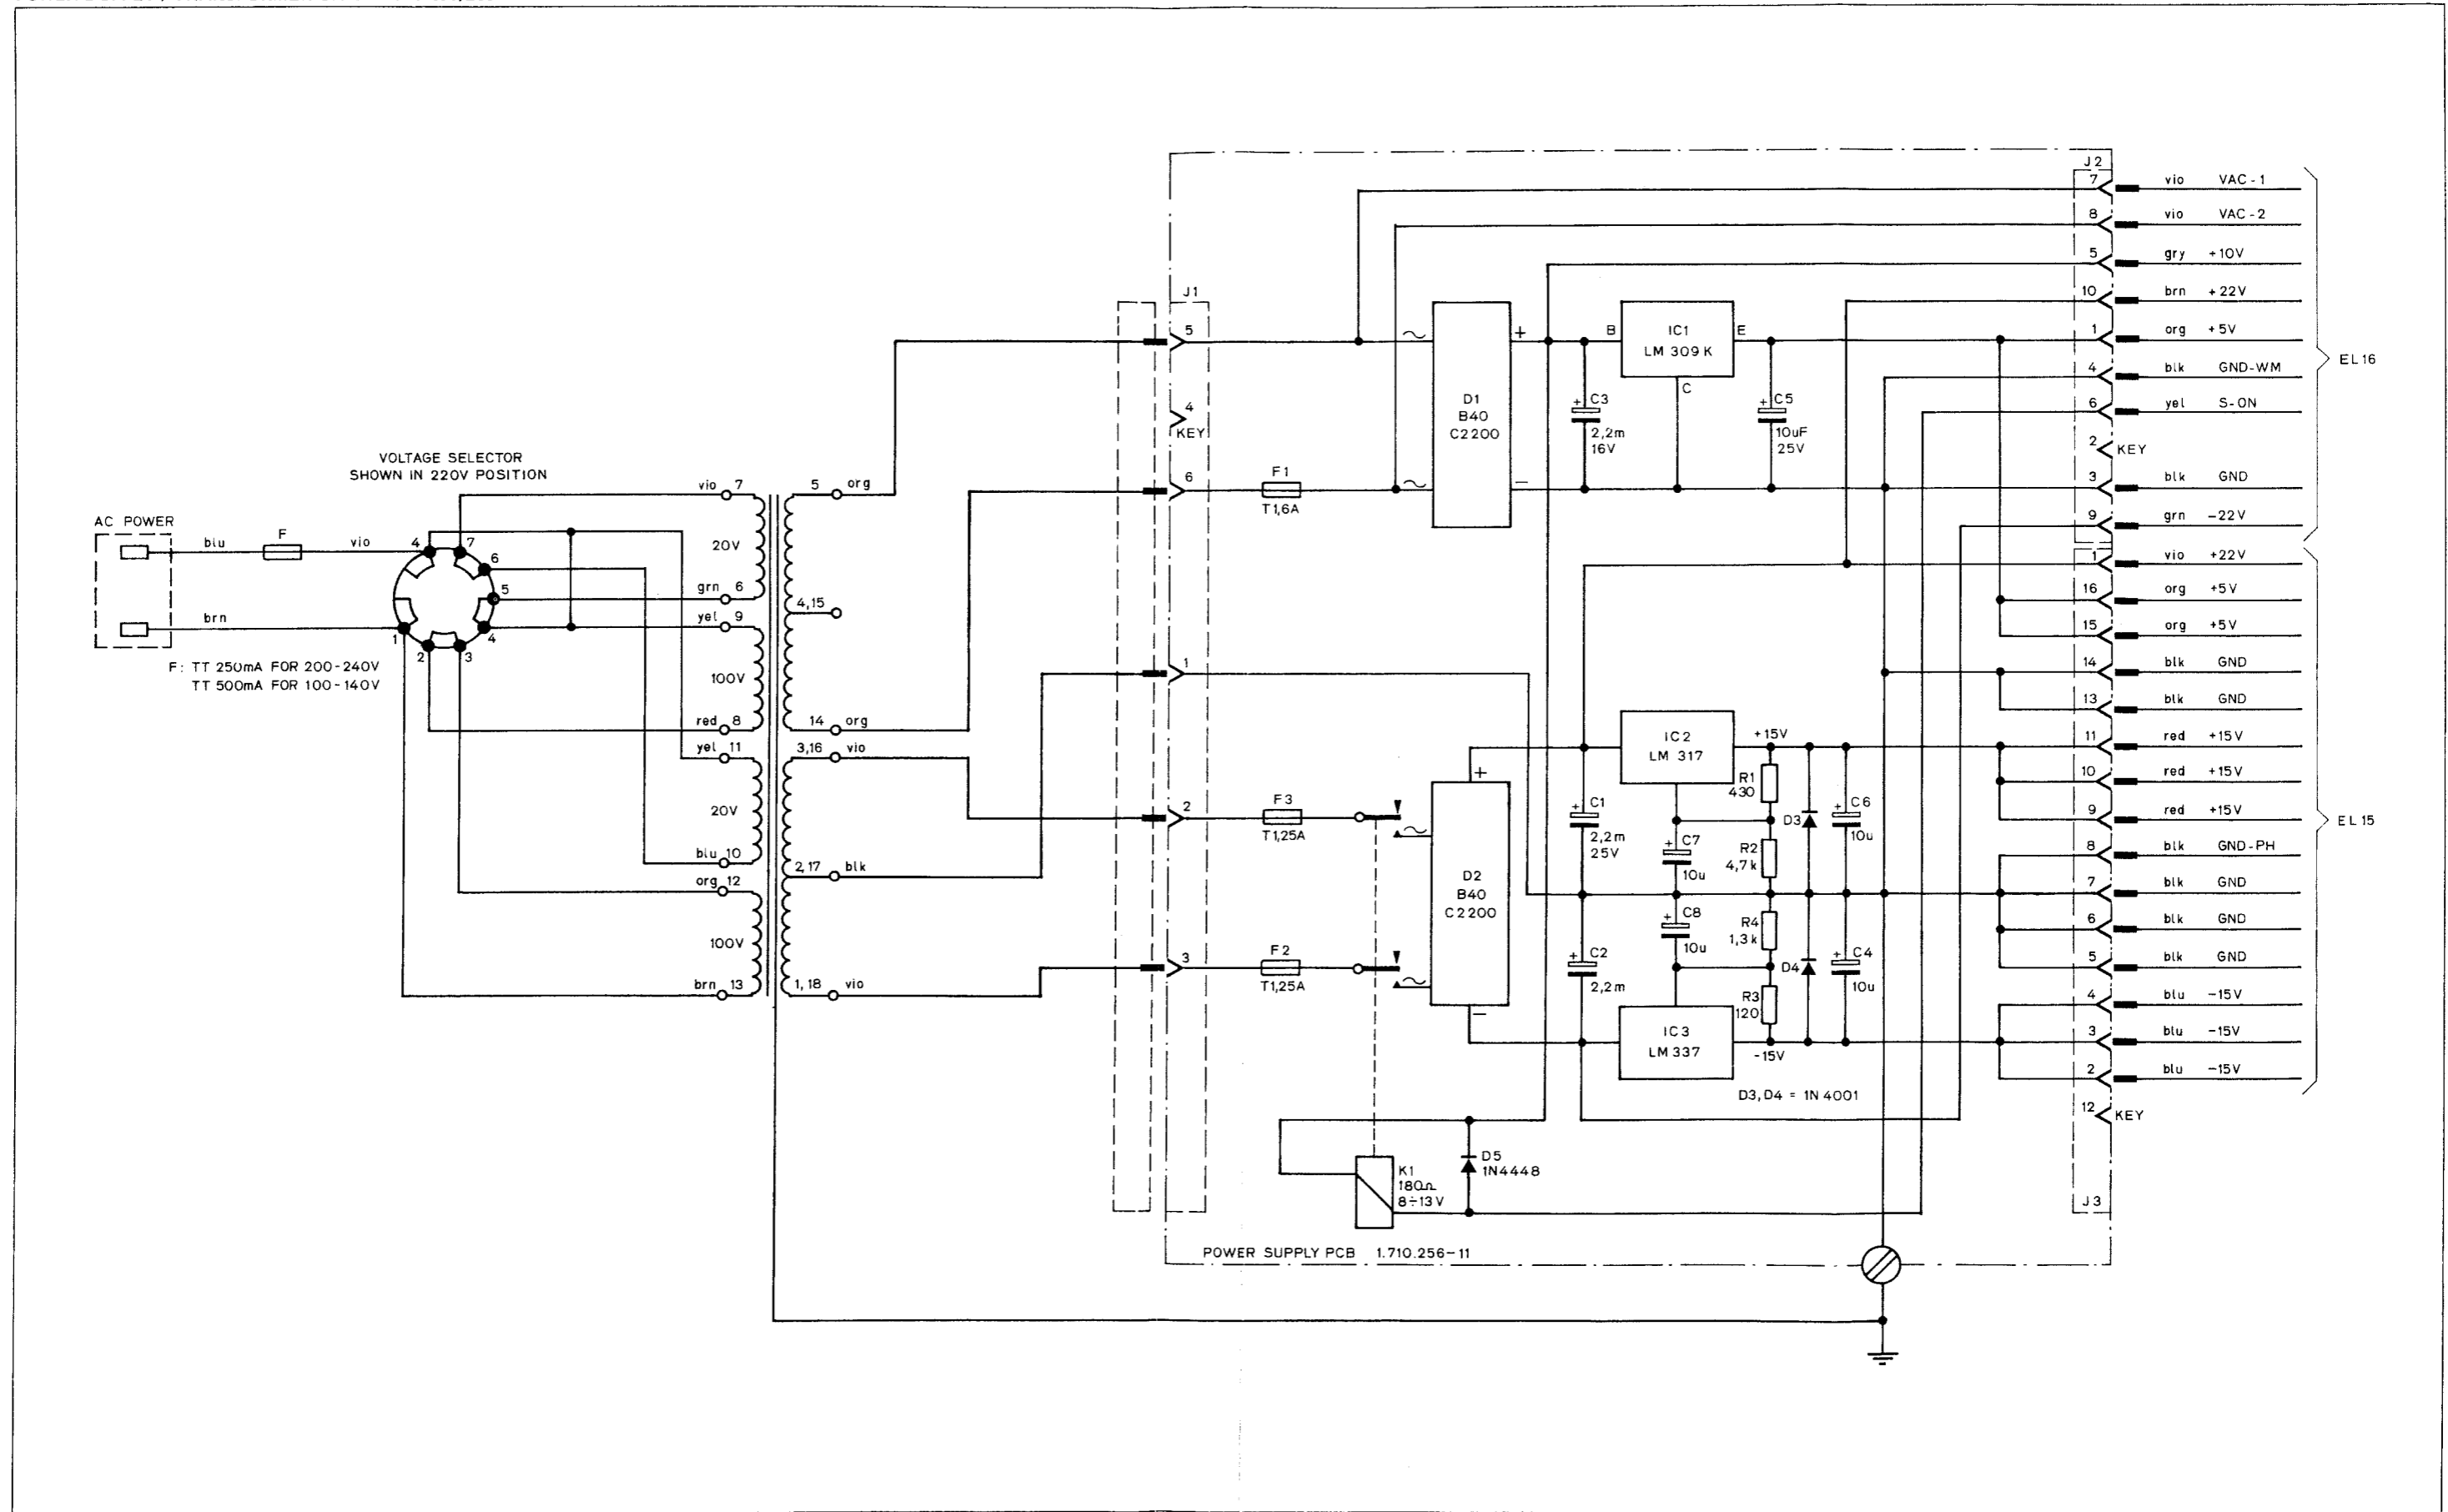 J2
7 vio VAC-1
8 vio VAC-2
5 gry +10V
10 brn +22V
1 org +5V
4 blk GND-WM
6 yel S-ON
2 KEY
3 blk GND
9 grn -22V
EL16
1 vio +22V
16 org +5V
15 org +5V
14 blk GND
13 blk GND
11 red +15V
10 red +15V
9 red +15V
8 blk GND-PH
7 blk GND
6 blk GND
5 blk GND
4 blu -15V
3 blu -15V
2 blu -15V
12 KEY
J3
EL15
VOLTAGE SELECTOR
SHOWN IN 220V POSITION
AC POWER
blu
F
vio
brn
4
7
6
5
4
3
2
1
F: TT 250mA FOR 200-240V
TT 500mA FOR 100-140V
vio 7
20V
grn 6
yel 9
100V
red 8
yel 11
20V
blu 10
org 12
100V
brn 13
5 org
4,15
14 org
3,16 vio
2,17 blk
1,18 vio
J1
5
4
KEY
6
1
2
3
F1
T1,6A
F3
T1,25A
F2
T1,25A
~
~
+
−
D1
B40
C2200
B
IC1
LM 309K
E
C
+ C3
2,2m
16V
+ C5
10uF
25V
~
~
+
−
D2
B40
C2200
+ C1
2,2m
25V
+ C2
2,2m
IC2
LM 317
+15V
R1
430
R2
4,7k
+ C7
10u
D3
+ C6
10u
+ C8
10u
R4
1,3k
R3
120
D4
+ C4
10u
IC3
LM 337
-15V
D3, D4 = 1N 4001
K1
180Ω
8÷13V
D5
1N4448
POWER SUPPLY PCB 1.710.256-11